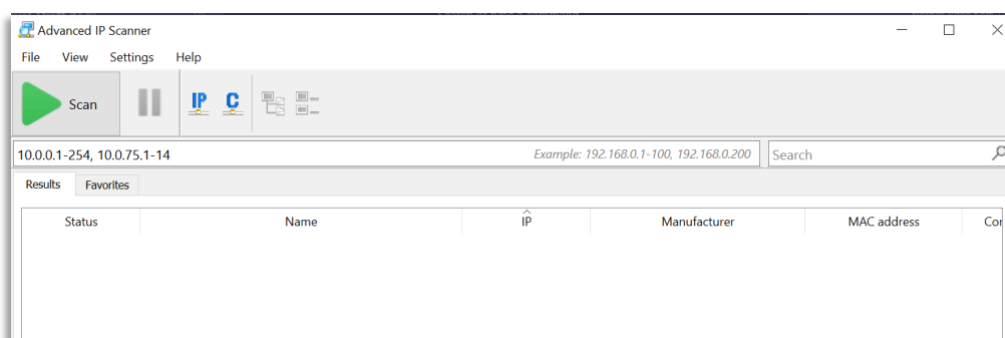 Advanced IP Scanner
File View Settings Help
Scan IP C
10.0.0.1-254, 10.0.75.1-14 Example: 192.168.0.1-100, 192.168.0.200 Search
Results Favorites
Status Name IP Manufacturer MAC address